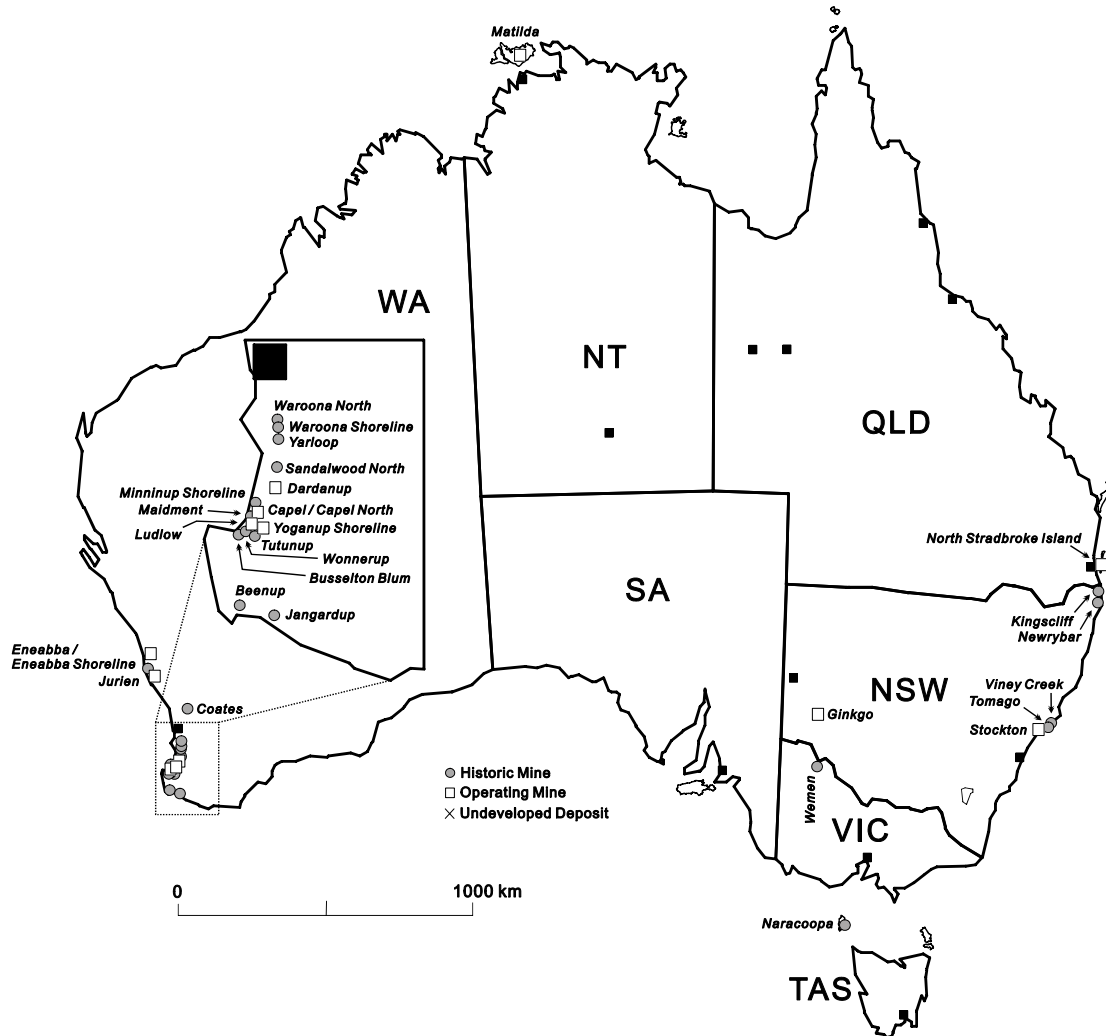 Matilda
WA
NT
QLD
Waroona North
Waroona Shoreline
Yarloop
Sandalwood North
Dardanup
Minninup Shoreline
Maidment
Capel / Capel North
Ludlow
Yoganup Shoreline
Tutunup
Wonnerup
Busselton Blum
Beenup
Jangardup
North Stradbroke Island
SA
Kingscliff
Newrybar
Eneabba /
Eneabba Shoreline
Jurien
NSW
Viney Creek
Tomago
Coates
Ginkgo
Stockton
Historic Mine
Operating Mine
Undeveloped Deposit
Wemen
VIC
0
1000 km
Naracoopa
TAS